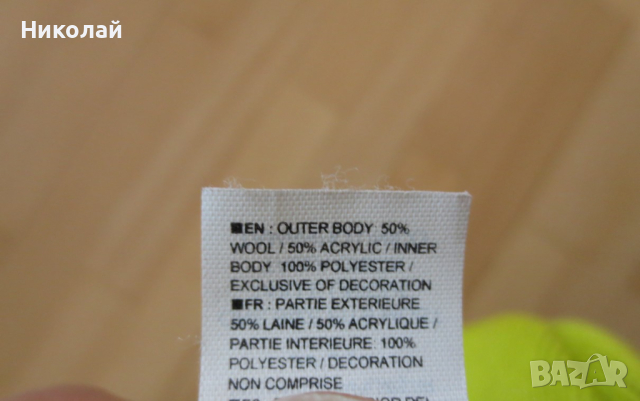 Николай
■EN : OUTER BODY 50%
WOOL / 50% ACRYLIC / INNER
BODY 100% POLYESTER /
EXCLUSIVE OF DECORATION
■FR : PARTIE EXTERIEURE
50% LAINE / 50% ACRYLIQUE /
PARTIE INTERIEURE: 100%
POLYESTER / DECORATION
NON COMPRISE
BAZAR